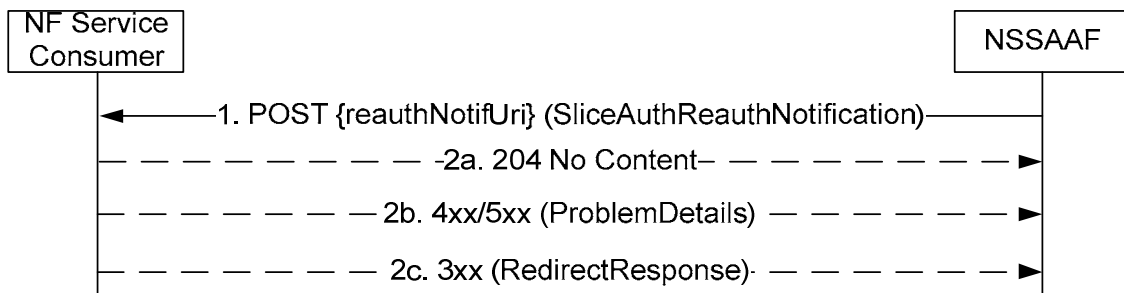 NF Service
Consumer
NSSAAF
1. POST {reauthNotifUri} (SliceAuthReauthNotification)
2a. 204 No Content
2b. 4xx/5xx (ProblemDetails)
2c. 3xx (RedirectResponse)